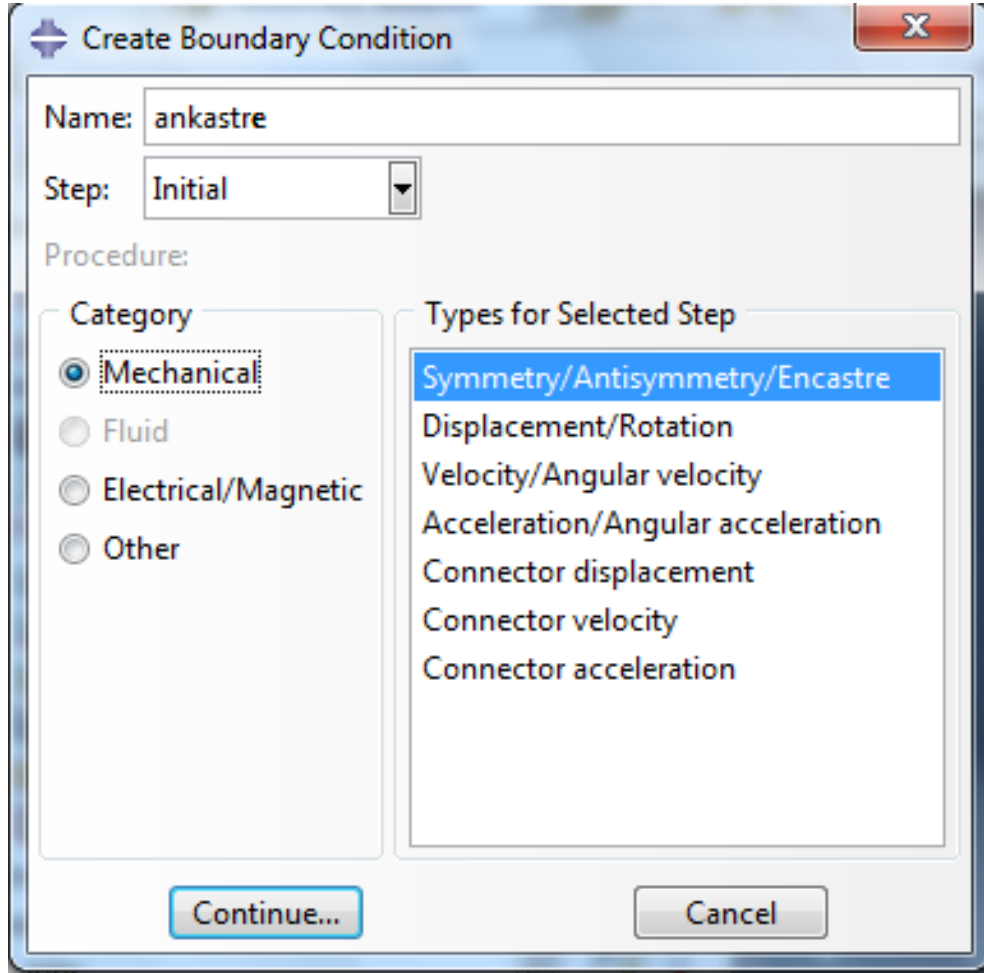 Create Boundary Condition
Name: ankastre
Step: Initial
Procedure:
Category
Mechanical
Fluid
Electrical/Magnetic
Other
Types for Selected Step
Symmetry/Antisymmetry/Encastre
Displacement/Rotation
Velocity/Angular velocity
Acceleration/Angular acceleration
Connector displacement
Connector velocity
Connector acceleration
Continue...
Cancel